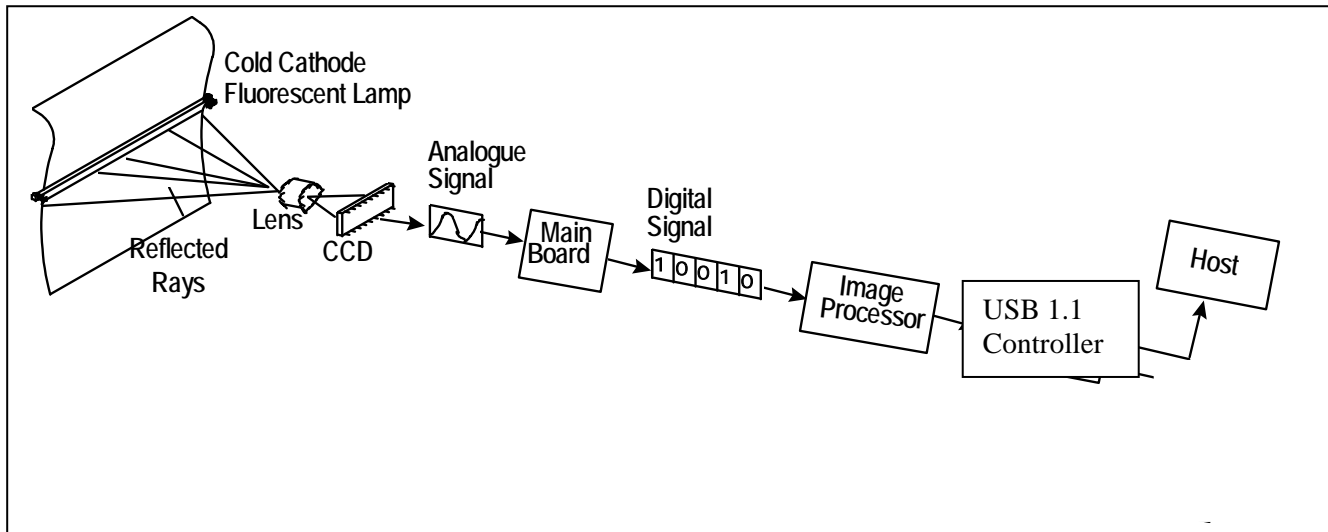 Cold Cathode
Fluorescent Lamp
Reflected
Rays
Lens
CCD
Analogue
Signal
Main
Board
Digital
Signal
1 0 0 1 0
Image
Processor
USB 1.1
Controller
Host